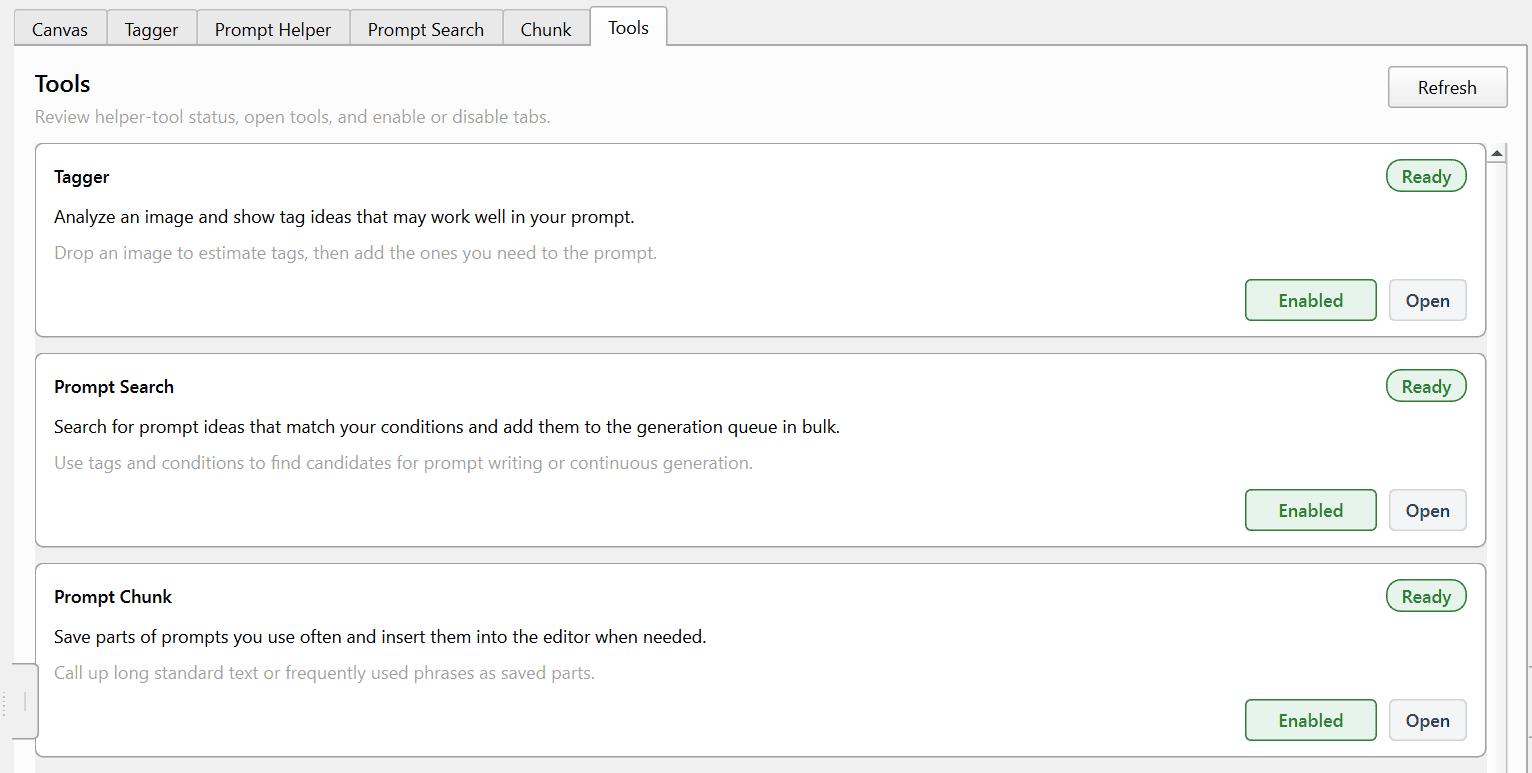 Canvas
Tagger
Prompt Helper
Prompt Search
Chunk
Tools
Tools
Refresh
Review helper-tool status, open tools, and enable or disable tabs.
Tagger
Ready
Analyze an image and show tag ideas that may work well in your prompt.
Drop an image to estimate tags, then add the ones you need to the prompt.
Enabled
Open
Prompt Search
Ready
Search for prompt ideas that match your conditions and add them to the generation queue in bulk.
Use tags and conditions to find candidates for prompt writing or continuous generation.
Enabled
Open
Prompt Chunk
Ready
Save parts of prompts you use often and insert them into the editor when needed.
Call up long standard text or frequently used phrases as saved parts.
Enabled
Open